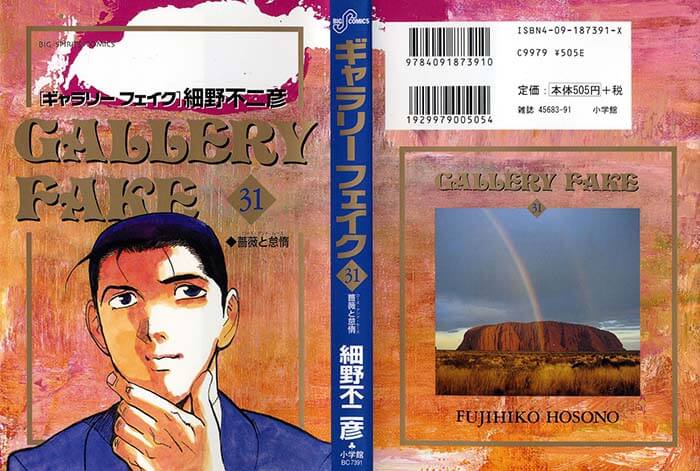 BIG SPIRITS COMICS
[ギャラリーフェイク]細野不二彦
GALLERY
FAKE
31
◆薔薇と怠惰
BIG COMICS
ギャラリーフェイク
31
薔薇と怠惰
細野不二彦
小学館
BC7391
9784091873910
1929979005054
ISBN4-09-187391-X
C9979 ¥505E
定価：本体505円+税
雑誌 45683-91 小学館
GALLERY FAKE
31
FUJIHIKO HOSONO